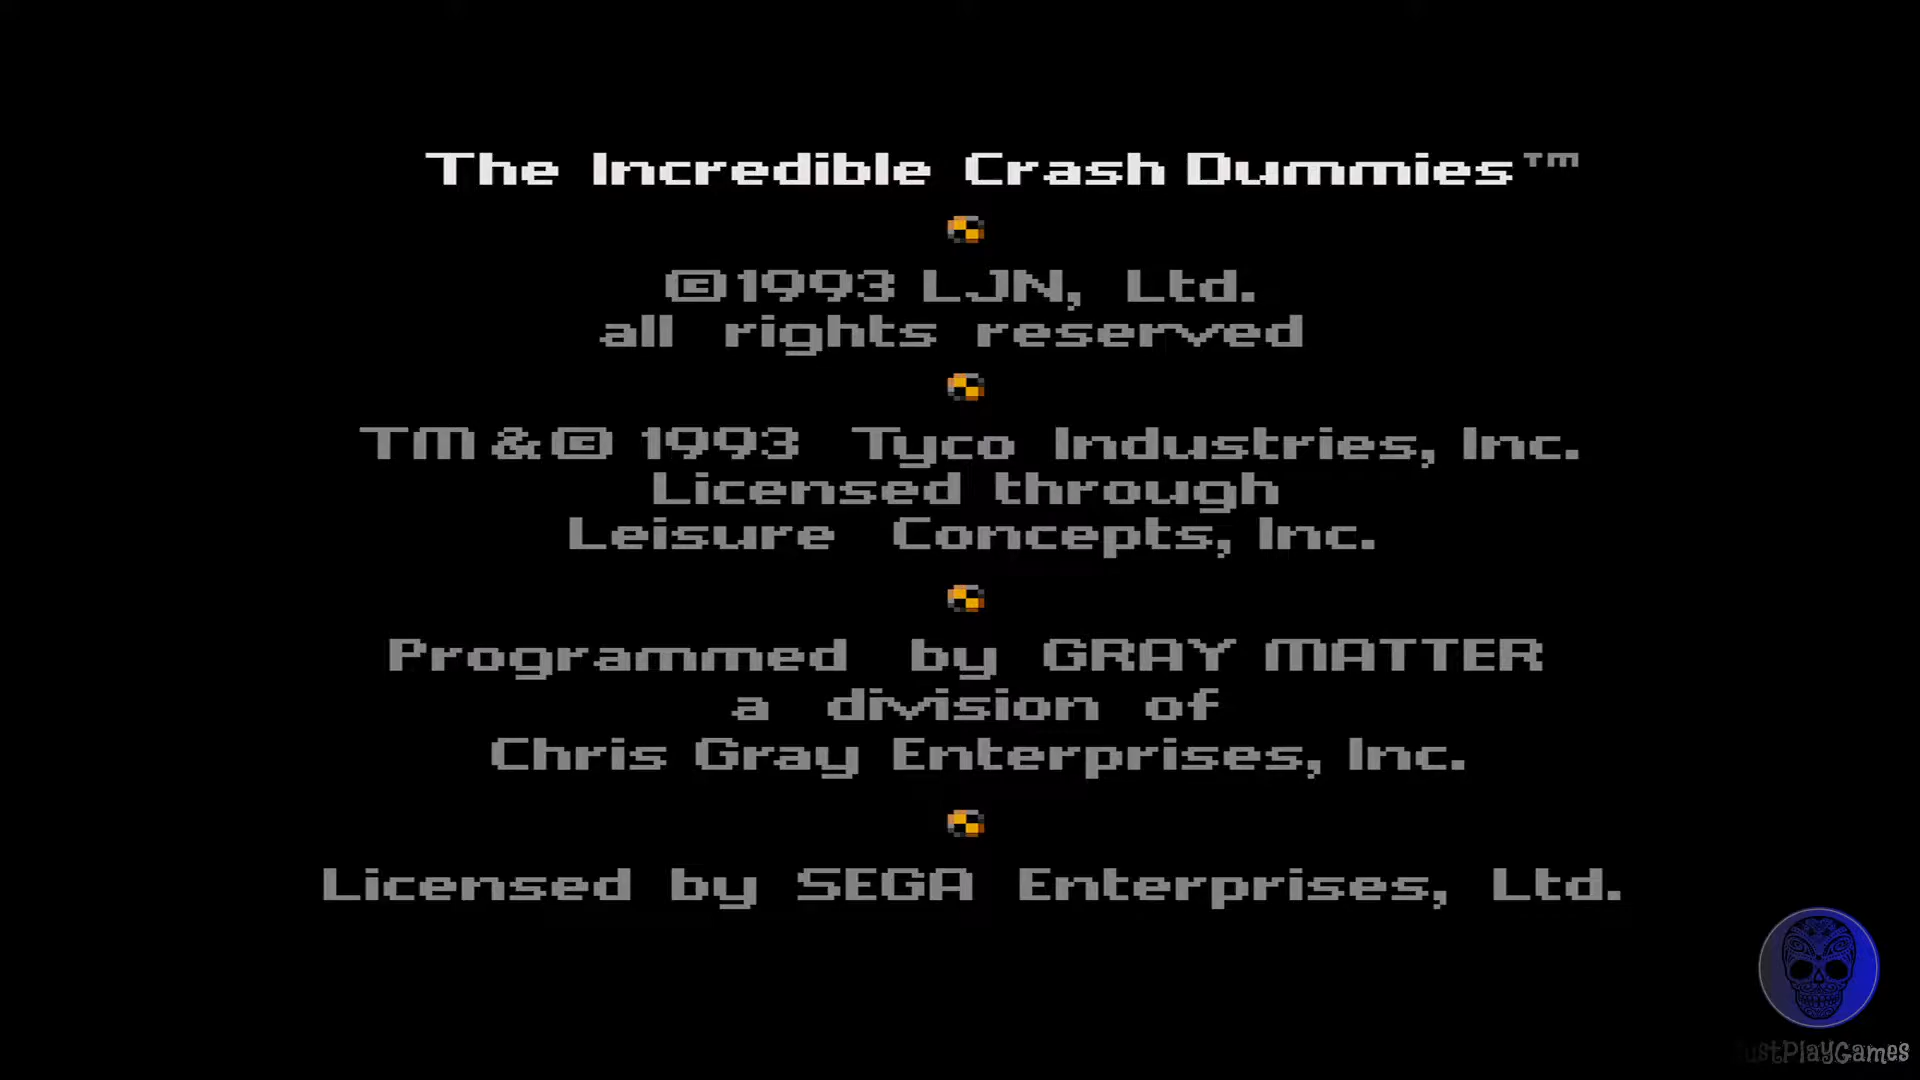 The Incredible Crash Dummies™
©1993 LJN, Ltd.
all rights reserved
TM & © 1993 Tyco Industries, Inc.
Licensed through
Leisure Concepts, Inc.
Programmed by GRAY MATTER
a division of
Chris Gray Enterprises, Inc.
Licensed by SEGA Enterprises, Ltd.
JustPlayGames